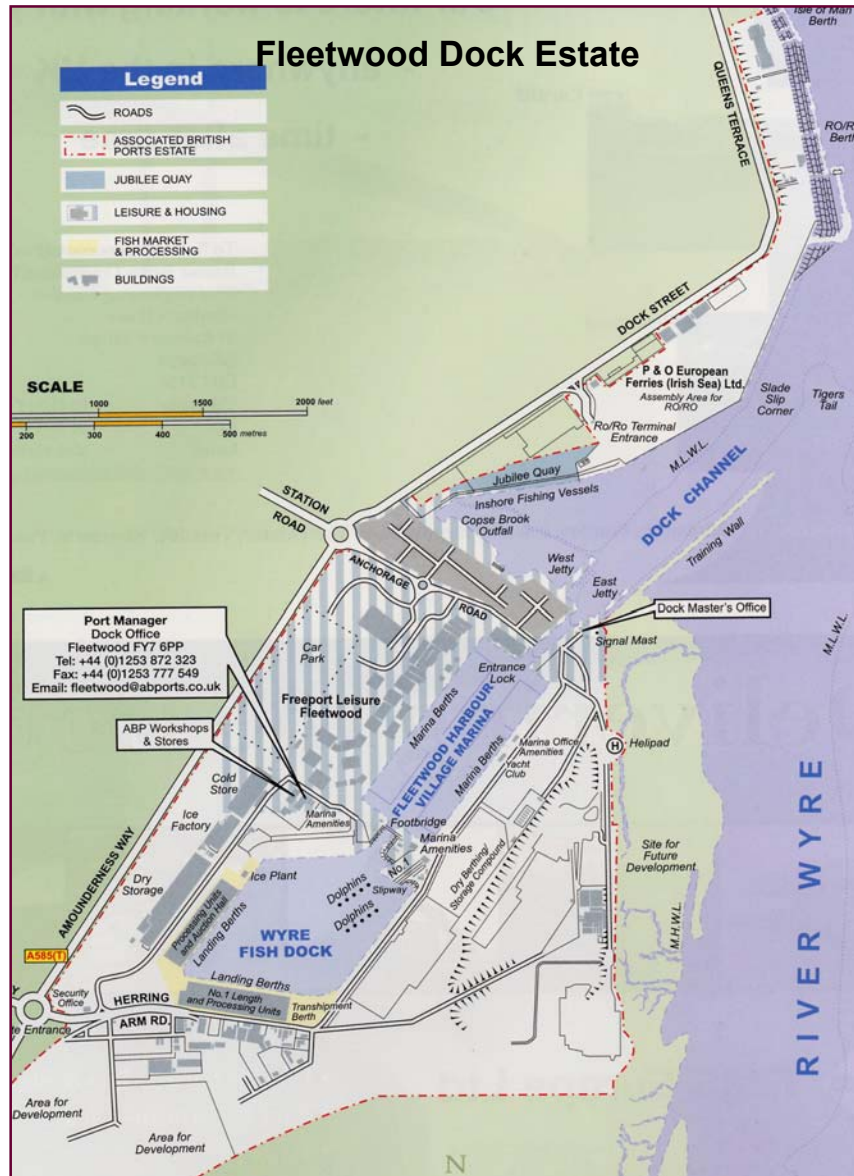 Fleetwood Dock Estate
Legend
ROADS
ASSOCIATED BRITISH
PORTS ESTATE
JUBILEE QUAY
LEISURE & HOUSING
FISH MARKET
& PROCESSING
BUILDINGS
SCALE
1000
1500
2000 feet
200
300
400
500 metres
Isle of Man
Berth
RO/R
Berth
QUEENS TERRACE
DOCK STREET
P & O European
Ferries (Irish Sea) Ltd.
Assembly Area for
RO/RO
Slade
Slip
Corner
Tigers
Tail
Ro/Ro Terminal
Entrance
M.L.W.L.
Jubilee Quay
Inshore Fishing Vessels
DOCK CHANNEL
Training Wall
STATION
ROAD
Copse Brook
Outfall
West
Jetty
East
Jetty
ANCHORAGE
ROAD
Dock Master's Office
Signal Mast
M.L.W.L.
Port Manager
Dock Office
Fleetwood FY7 6PP
Tel: +44 (0)1253 872 323
Fax: +44 (0)1253 777 549
Email: fleetwood@abports.co.uk
Car
Park
Entrance
Lock
Freeport Leisure
Fleetwood
Marina Berths
FLEETWOOD HARBOUR
VILLAGE MARINA
Marina Berths
Marina Office
Amenities
Yacht
Club
H
Helipad
ABP Workshops
& Stores
Cold
Store
Ice
Factory
Marina
Amenities
Footbridge
Marina
Amenities
No.1
Slipway
Dry Berthing/
Storage Compound
Site for
Future
Development
RIVER WYRE
M.H.W.L.
AMOUNDERNESS WAY
Dry
Storage
Ice Plant
Processing Units
and Auction Hall
Landing Berths
Dolphins
Dolphins
WYRE
FISH DOCK
A585(T)
Y
Security
Office
te Entrance
HERRING
ARM RD.
Landing Berths
No.1 Length
and Processing Units
Transhipment
Berth
Area for
Development
Area for
Development
N